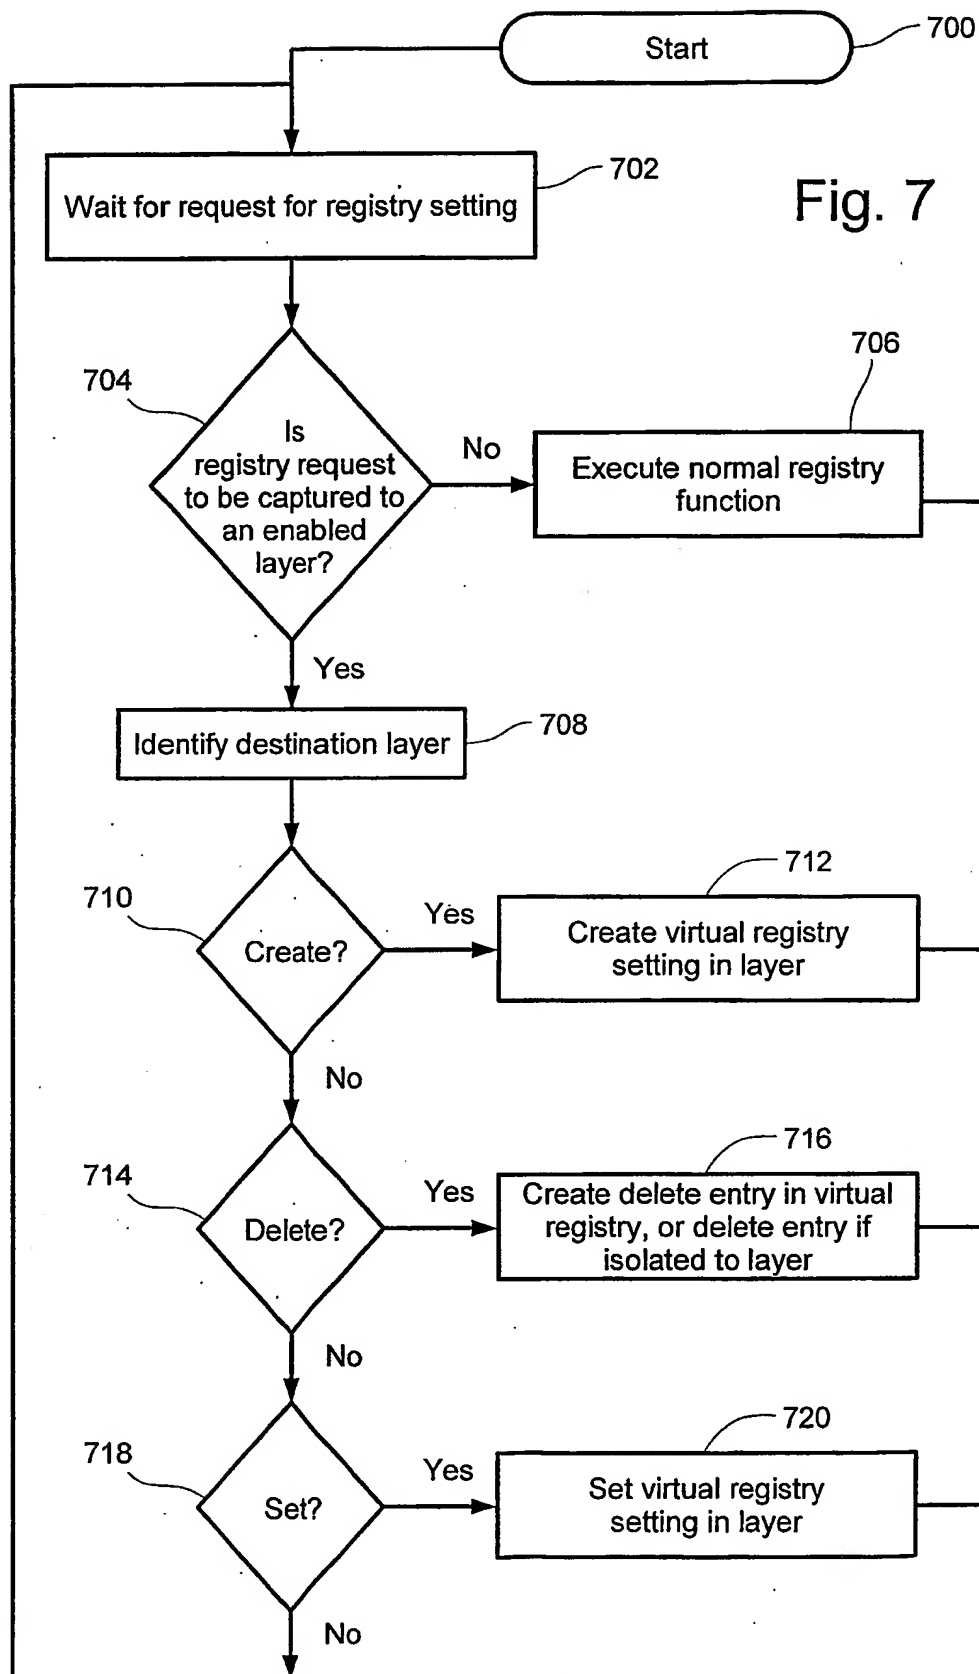 Start
700
702
Wait for request for registry setting
Fig. 7
704
Is
registry request
to be captured to
an enabled
layer?
No
706
Execute normal registry
function
Yes
708
Identify destination layer
710
Create?
Yes
712
Create virtual registry
setting in layer
No
714
Delete?
Yes
716
Create delete entry in virtual
registry, or delete entry if
isolated to layer
No
718
Set?
Yes
720
Set virtual registry
setting in layer
No